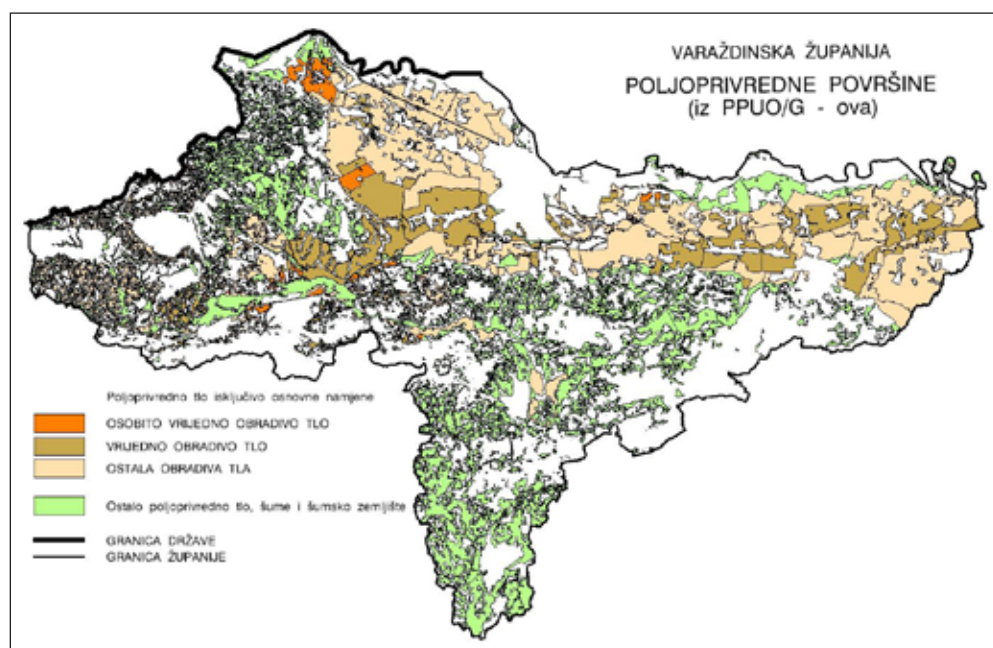 VARAŽDINSKA ŽUPANIJA
POLJOPRIVREDNE POVRŠINE
(iz PPUO/G - ova)
Poljoprivredno tlo isključivo osnovne namjene
OSOBITO VRIJEDNO OBRADIVO TLO
VRIJEDNO OBRADIVO TLO
OSTALA OBRADIVA TLA
Ostalo poljoprivredno tlo, šume i šumsko zemljište
GRANICA DRŽAVE
GRANICA ŽUPANIJE